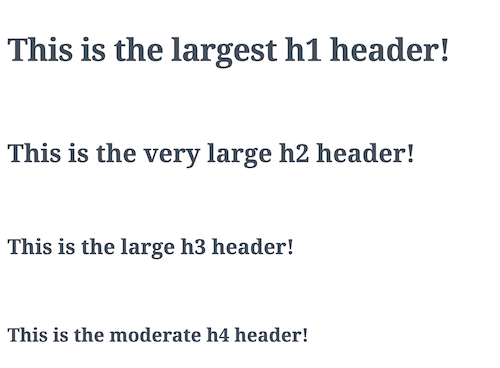 This is the largest h1 header!
This is the very large h2 header!
This is the large h3 header!
This is the moderate h4 header!